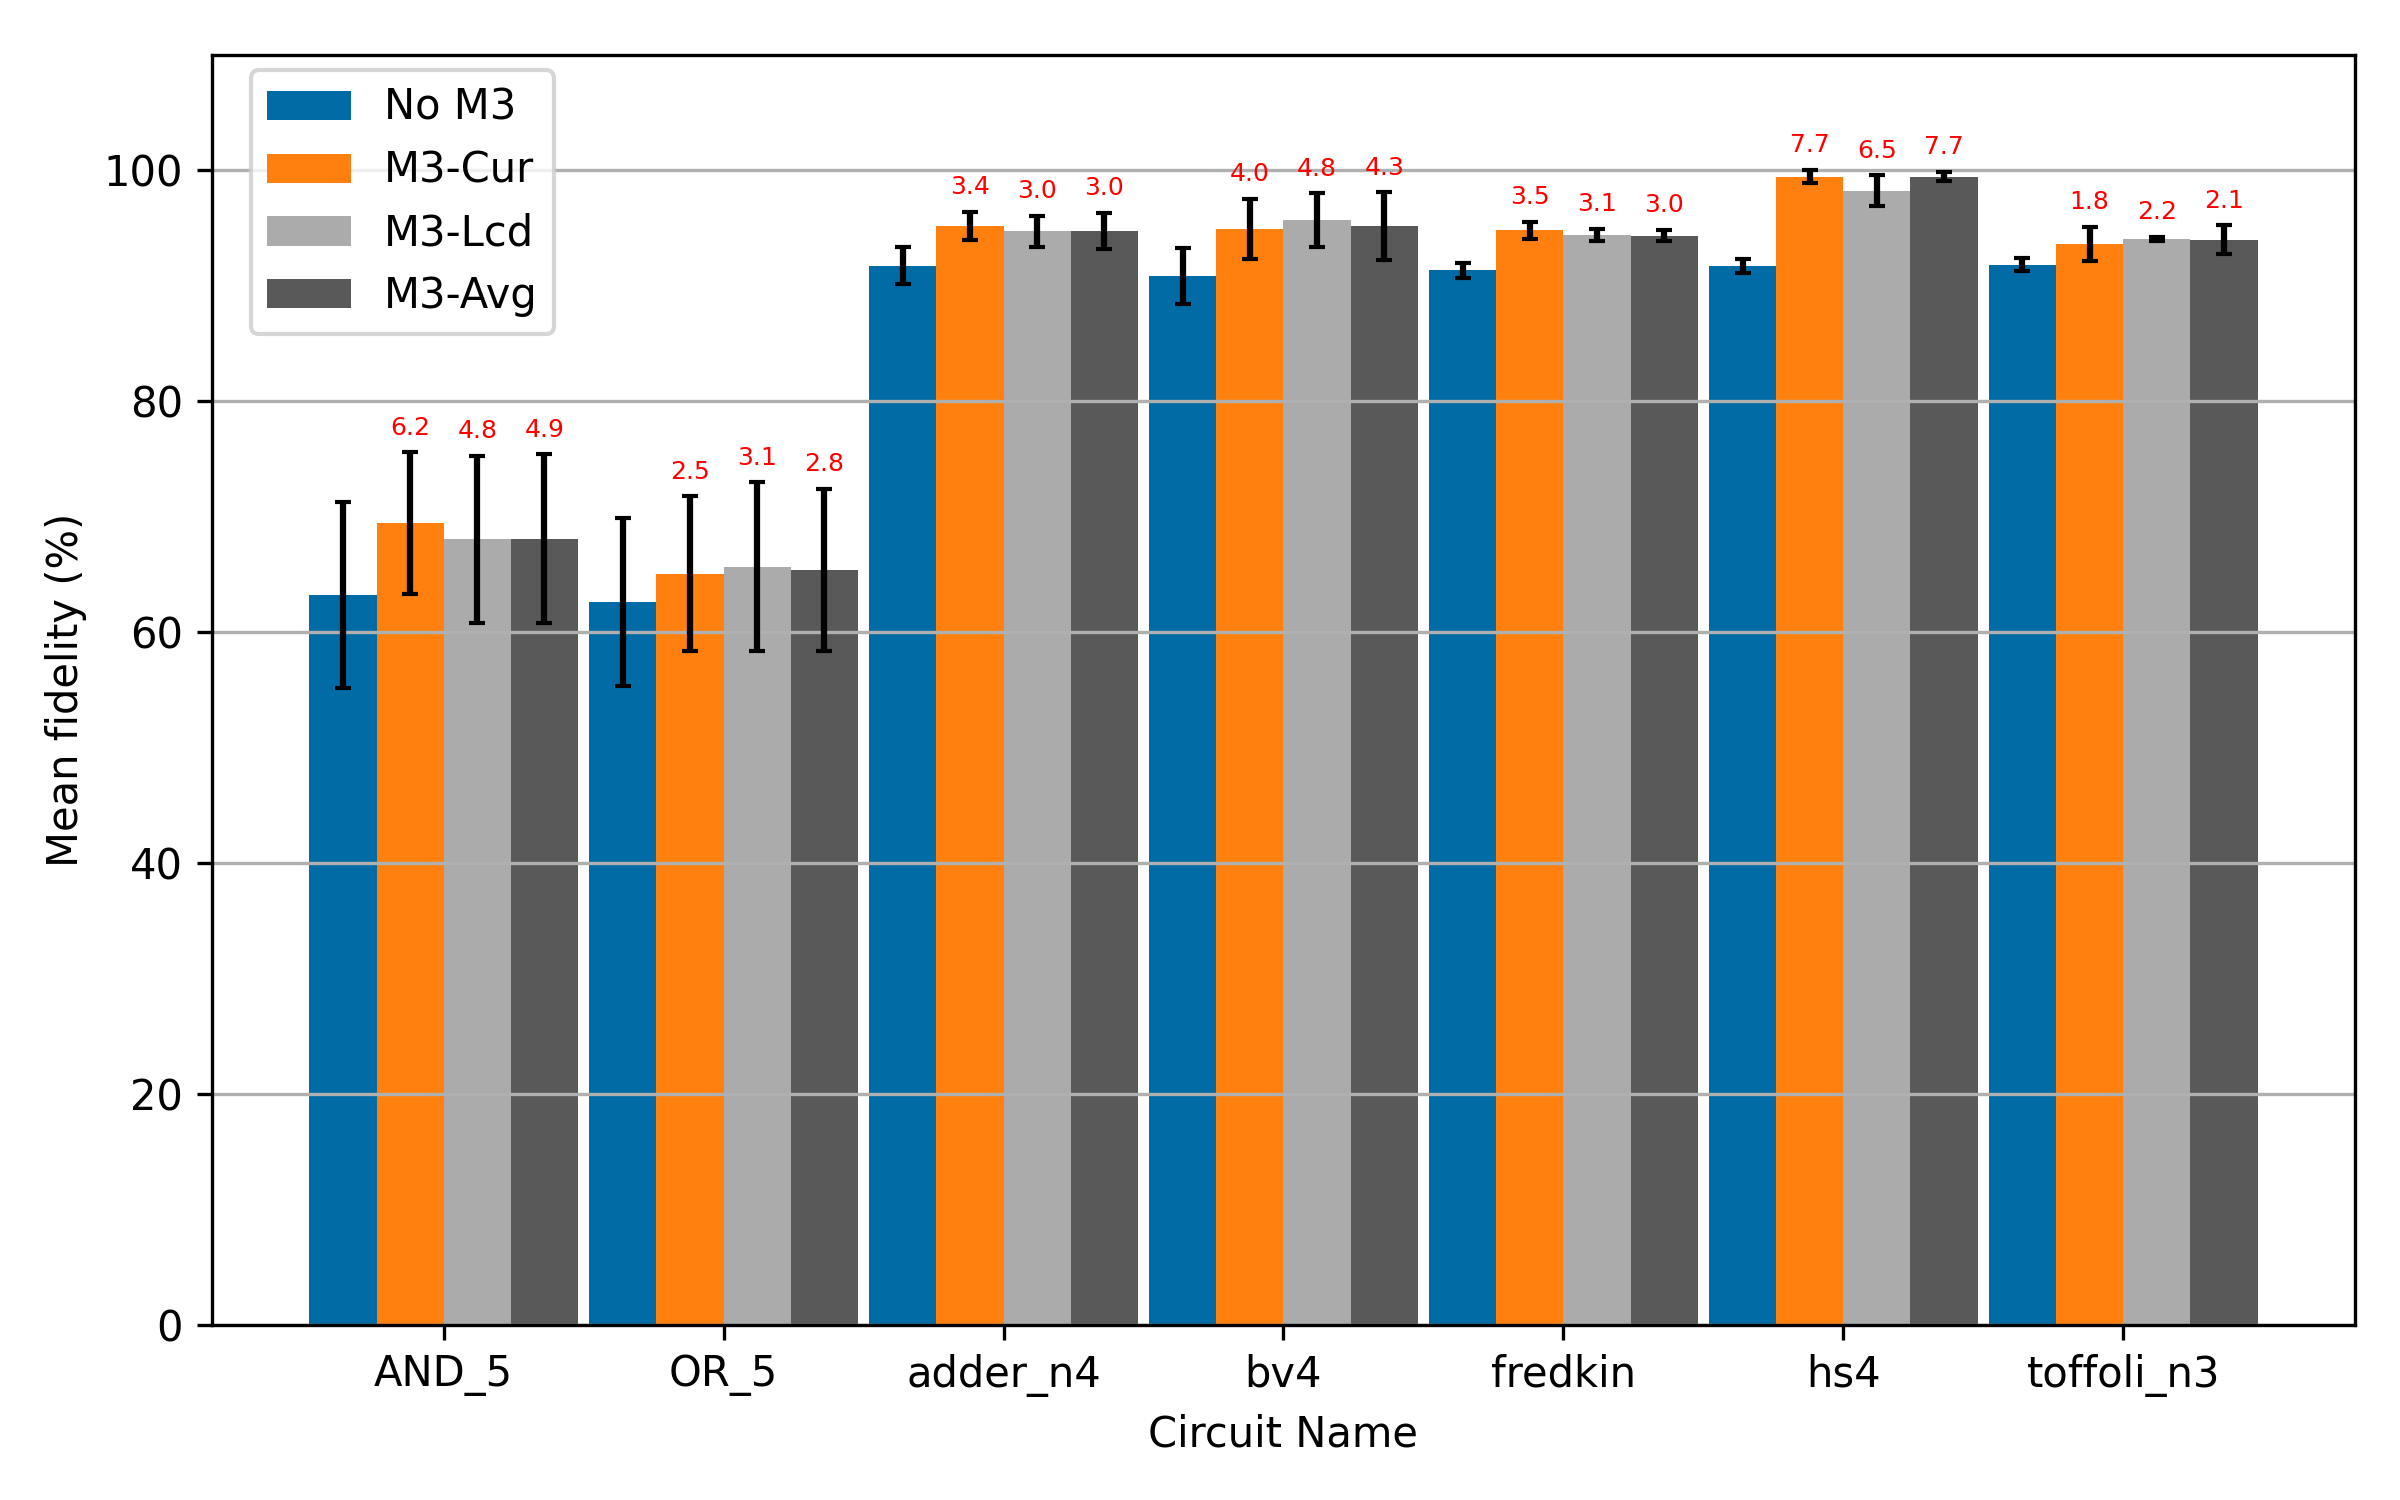 No M3
M3-Cur
M3-Lcd
M3-Avg
Mean fidelity (%)
100
80
60
40
20
0
6.2 4.8 4.9
2.5 3.1 2.8
3.4 3.0 3.0
4.0 4.8 4.3
3.5 3.1 3.0
7.7 6.5 7.7
1.8 2.2 2.1
AND_5 OR_5 adder_n4 bv4 fredkin hs4 toffoli_n3
Circuit Name